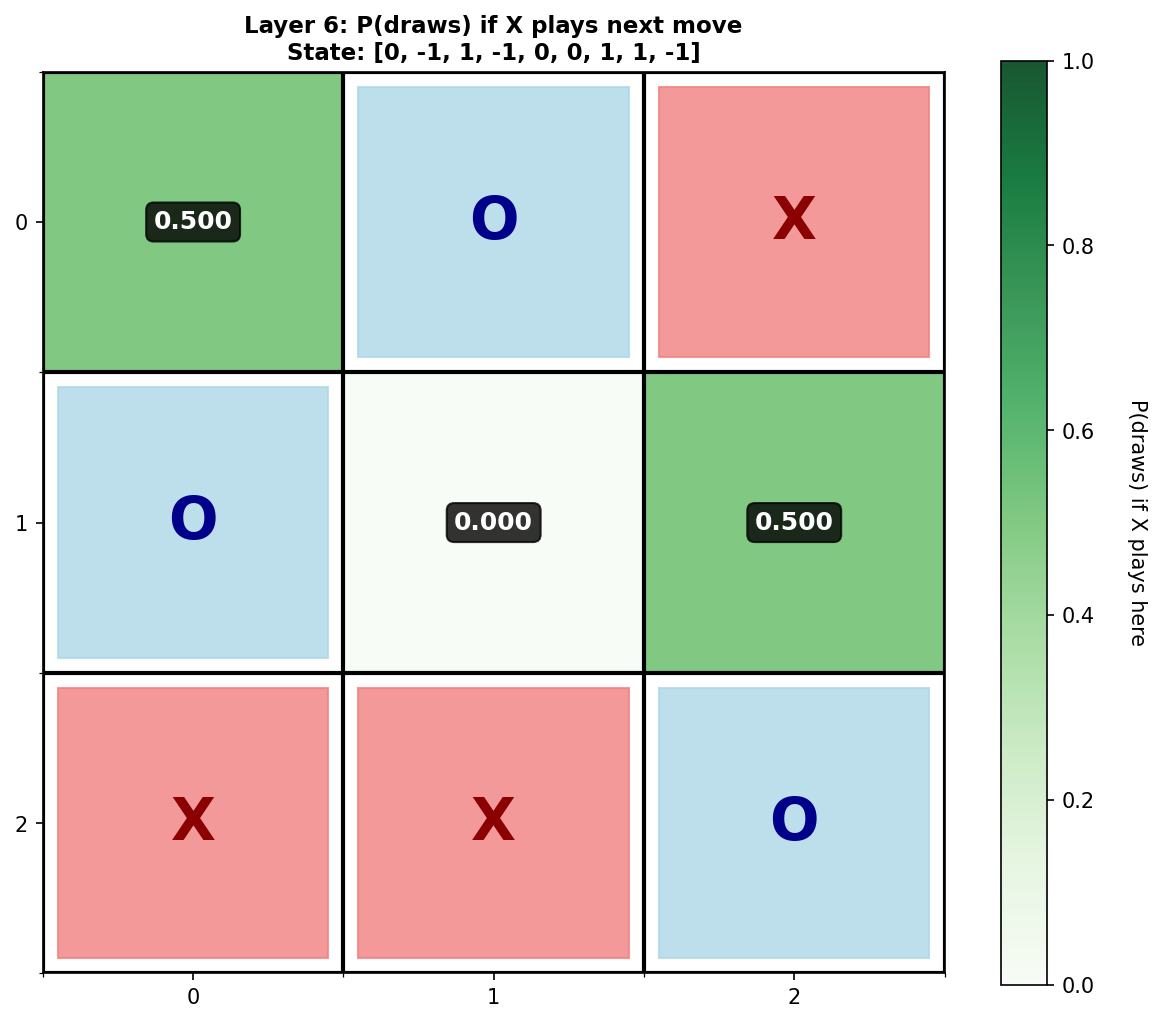 Layer 6: P(draws) if X plays next move
State: [0, -1, 1, -1, 0, 0, 1, 1, -1]
0.500
O
X
O
0.000
0.500
X
X
O
0
1
2
0
1
2
1.0
0.8
0.6
0.4
0.2
0.0
P(draws) if X plays here